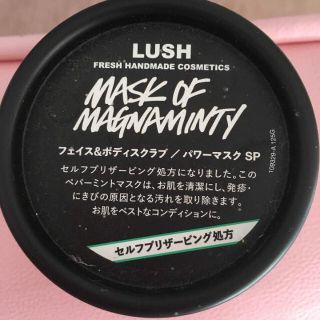 LUSH
FRESH HANDMADE COSMETICS
MASK OF
MAGNAMINTY
フェイス&ボディスクラブ / パワーマスク SP
セルフプリザービング処方になりました。この
ペパーミントマスクは、お肌を清潔にし、発疹・
にきびの原因となる汚れを取り除きます。
お肌をベストなコンディションに。
セルフプリザービング処方